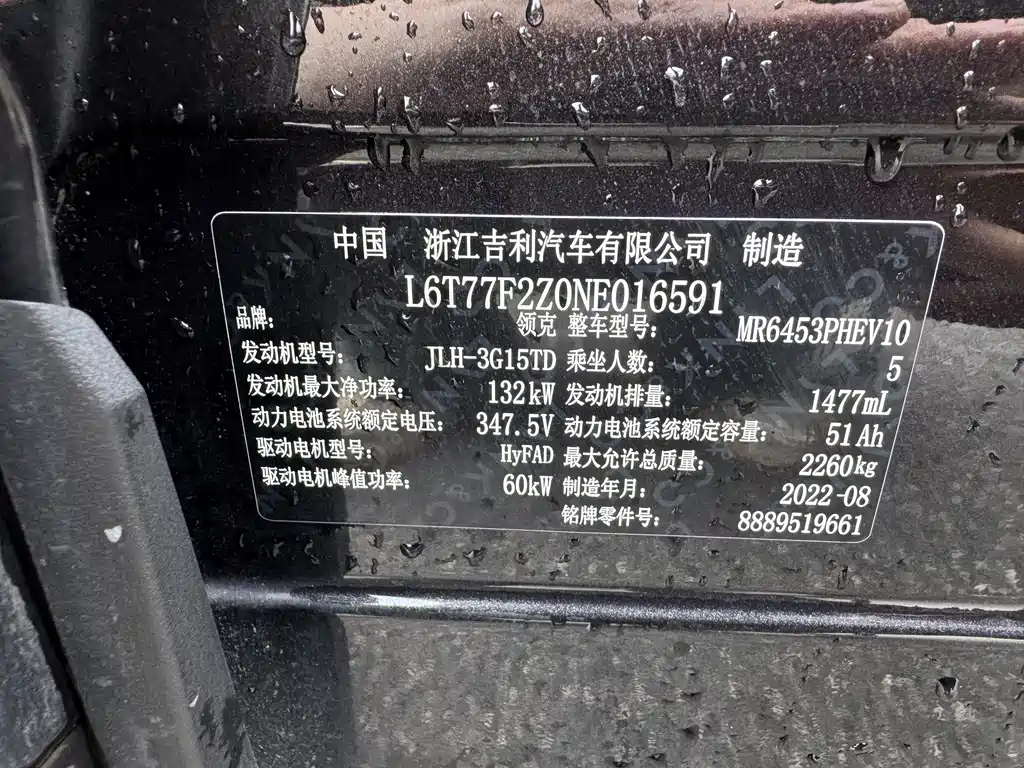 中国 浙江吉利汽车有限公司 制造
L6T77F2Z0NE016591
品牌: 领克 整车型号: MR6453PHEV10
发动机型号: JLH-3G15TD 乘坐人数: 5
发动机最大净功率: 132kW 发动机排量: 1477mL
动力电池系统额定电压: 347.5V 动力电池系统额定容量: 51Ah
驱动电机型号: HyFAD 最大允许总质量: 2260kg
驱动电机峰值功率: 60kW 制造年月: 2022-08
铭牌零件号: 8889519661